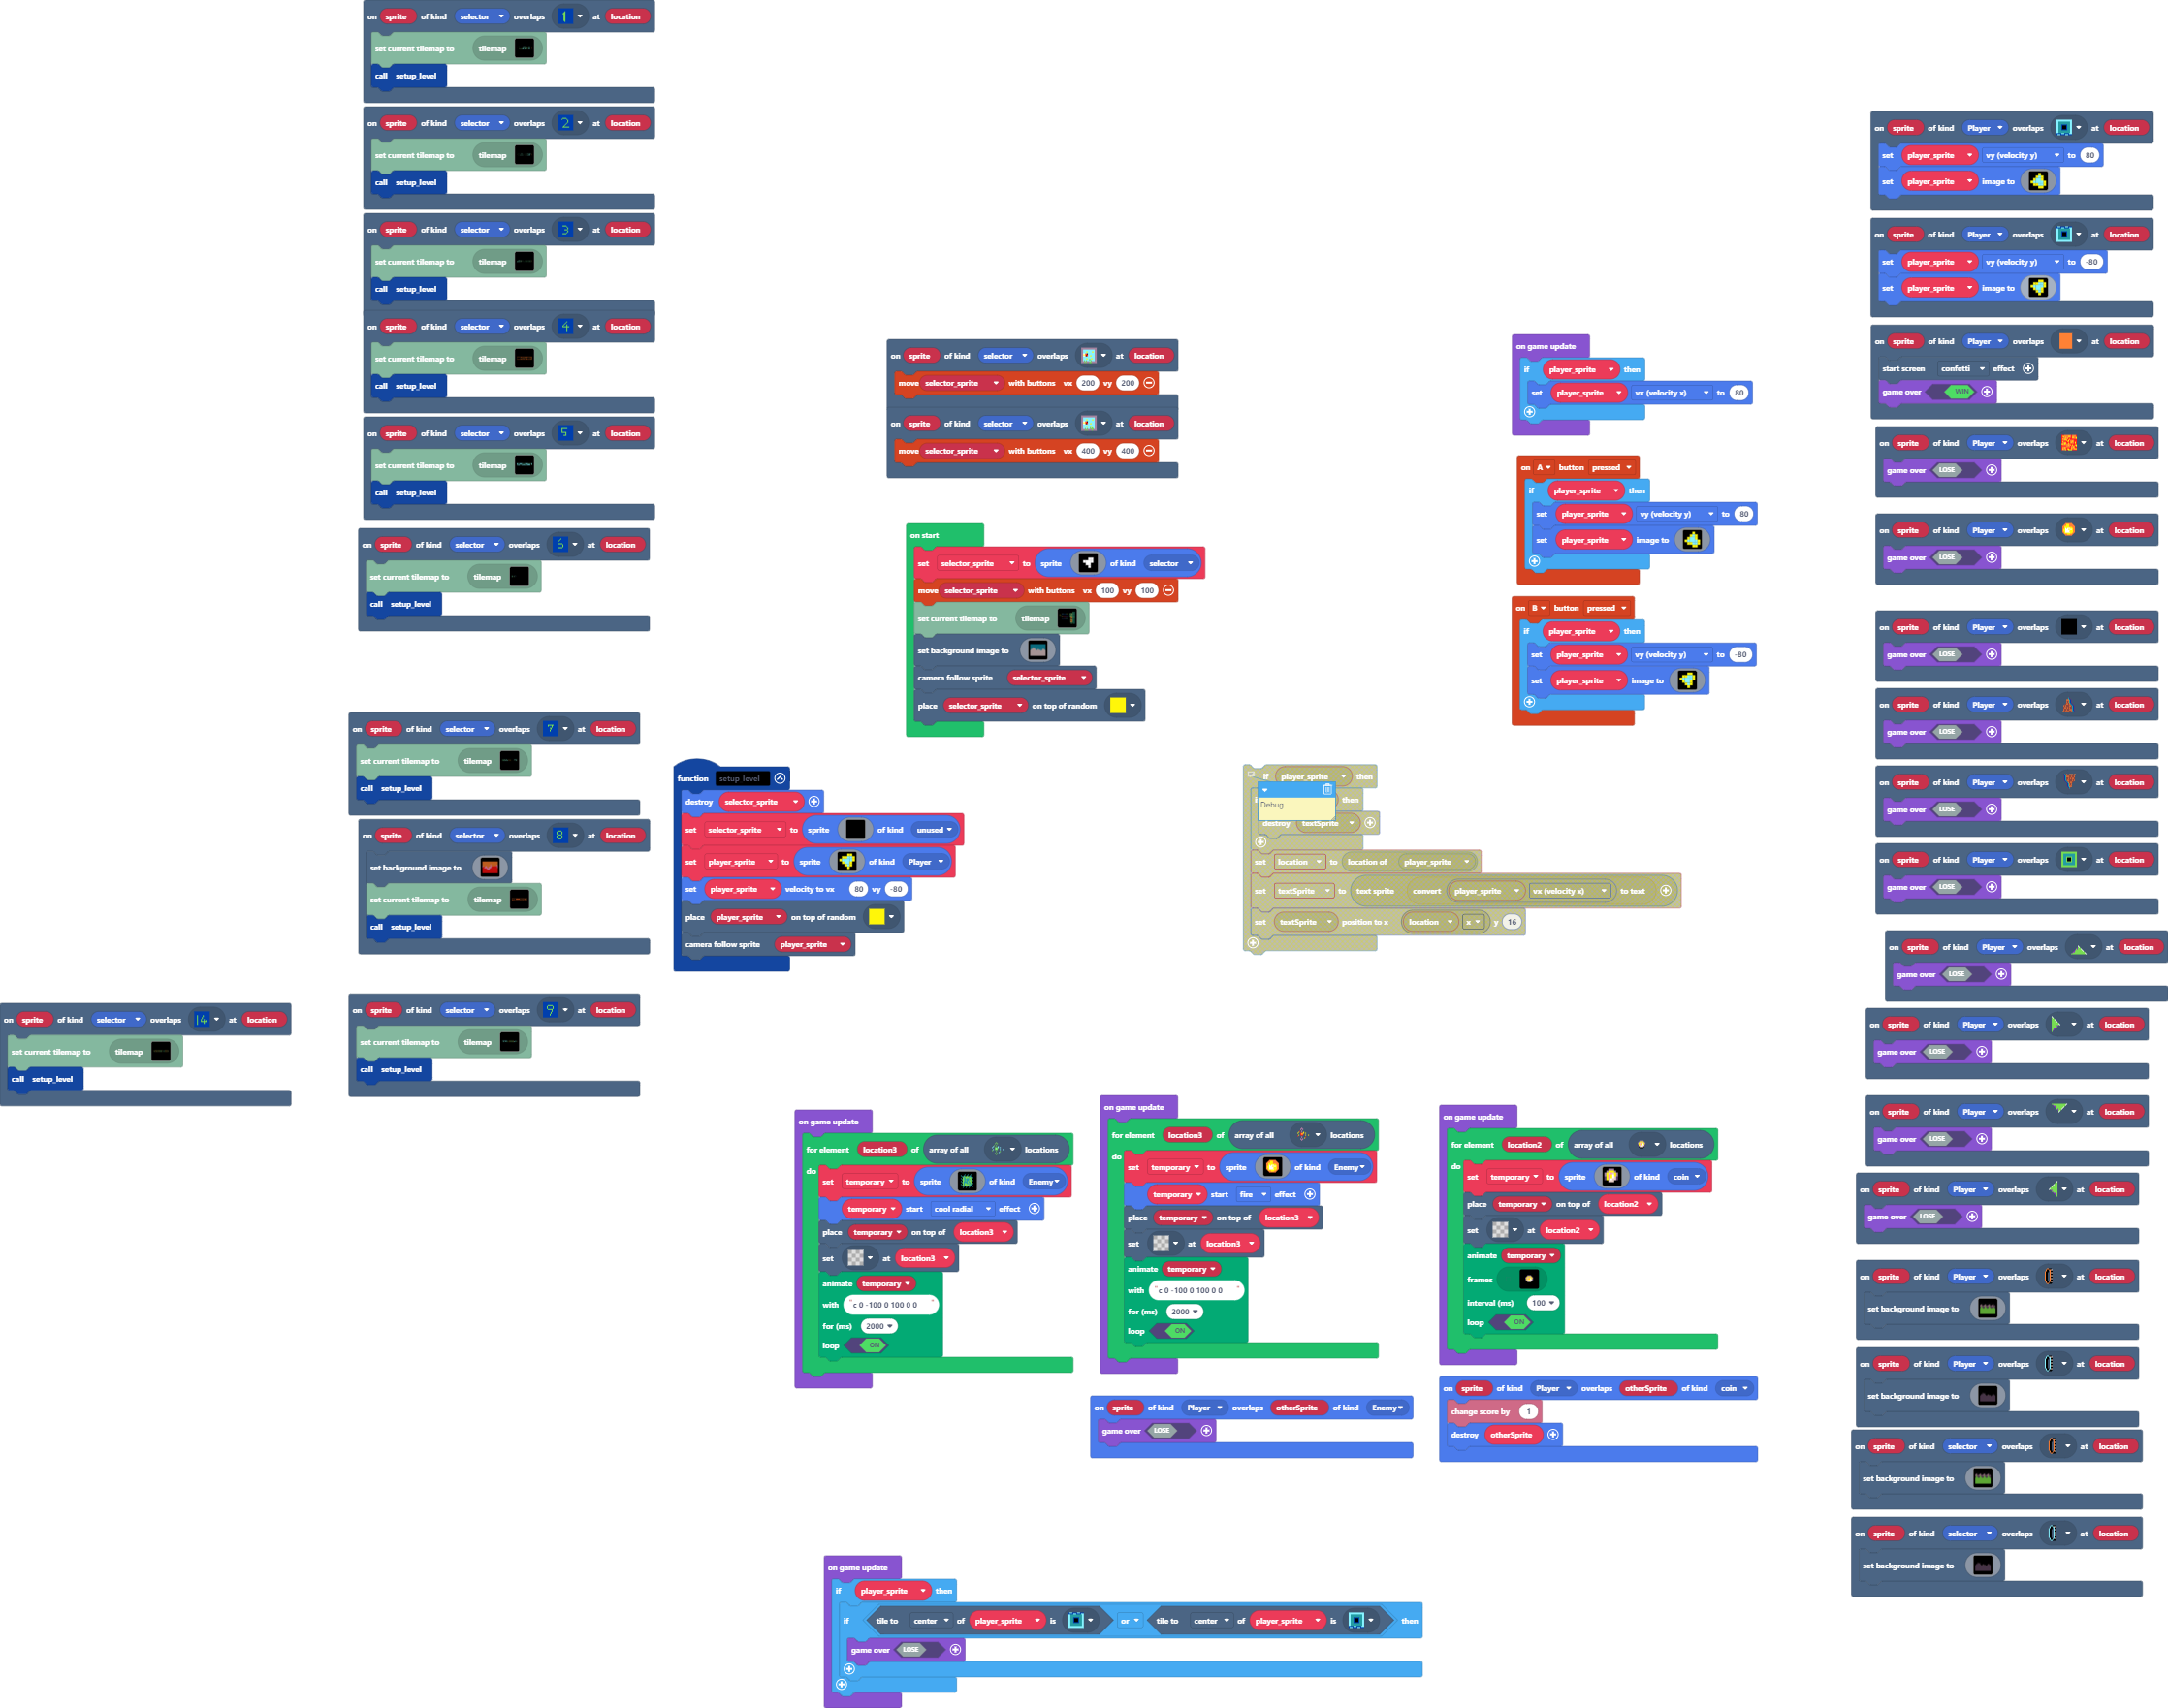 on sprite of kind selector overlaps 1 at location
set current tilemap to tilemap
call setup_level
on sprite of kind selector overlaps 2 at location
set current tilemap to tilemap
call setup_level
on sprite of kind selector overlaps 3 at location
set current tilemap to tilemap
call setup_level
on sprite of kind selector overlaps 4 at location
set current tilemap to tilemap
call setup_level
on sprite of kind selector overlaps 5 at location
set current tilemap to tilemap
call setup_level
on sprite of kind selector overlaps 6 at location
set current tilemap to tilemap
call setup_level
on sprite of kind selector overlaps 7 at location
set current tilemap to tilemap
call setup_level
on sprite of kind selector overlaps 8 at location
set background image to
set current tilemap to tilemap
call setup_level
on sprite of kind selector overlaps 9 at location
set current tilemap to tilemap
call setup_level
on sprite of kind selector overlaps 14 at location
set current tilemap to tilemap
call setup_level
on sprite of kind selector overlaps at location
move selector_sprite with buttons vx 200 vy 200
on sprite of kind selector overlaps at location
move selector_sprite with buttons vx 400 vy 400
on start
set selector_sprite to sprite of kind selector
move selector_sprite with buttons vx 100 vy 100
set current tilemap to tilemap
set background image to
camera follow sprite selector_sprite
place selector_sprite on top of random
function setup_level
destroy selector_sprite
set selector_sprite to sprite of kind unused
set player_sprite to sprite of kind Player
set player_sprite velocity to vx 80 vy -80
place player_sprite on top of random
camera follow sprite player_sprite
on game update
if player_sprite then
set player_sprite vx (velocity x) to 80
on A button pressed
if player_sprite then
set player_sprite vy (velocity y) to 80
set player_sprite image to
on B button pressed
if player_sprite then
set player_sprite vy (velocity y) to -80
set player_sprite image to
if player_sprite then
then
Debug
destroy textSprite
set location to location of player_sprite
set textSprite to text sprite convert player_sprite vx (velocity x) to text
set textSprite position to x location x y 16
on game update
for element location3 of array of all locations
do
set temporary to sprite of kind Enemy
temporary start cool radial effect
place temporary on top of location3
set at location3
animate temporary
with "c 0 -100 0 100 0 0 "
for (ms) 2000
loop ON
on game update
for element location3 of array of all locations
do
set temporary to sprite of kind Enemy
temporary start fire effect
place temporary on top of location3
set at location3
animate temporary
with "c 0 -100 0 100 0 0 "
for (ms) 2000
loop ON
on sprite of kind Player overlaps otherSprite of kind Enemy
game over LOSE
on game update
for element location2 of array of all locations
do
set temporary to sprite of kind coin
place temporary on top of location2
set at location2
animate temporary
frames
interval (ms) 100
loop ON
on sprite of kind Player overlaps otherSprite of kind coin
change score by 1
destroy otherSprite
on game update
if player_sprite then
if tile to center of player_sprite is or tile to center of player_sprite is then
game over LOSE
on sprite of kind Player overlaps at location
set player_sprite vy (velocity y) to 80
set player_sprite image to
on sprite of kind Player overlaps at location
set player_sprite vy (velocity y) to -80
set player_sprite image to
on sprite of kind Player overlaps at location
start screen confetti effect
game over WIN
on sprite of kind Player overlaps at location
game over LOSE
on sprite of kind Player overlaps at location
game over LOSE
on sprite of kind Player overlaps at location
game over LOSE
on sprite of kind Player overlaps at location
game over LOSE
on sprite of kind Player overlaps at location
game over LOSE
on sprite of kind Player overlaps at location
game over LOSE
on sprite of kind Player overlaps at location
game over LOSE
on sprite of kind Player overlaps at location
game over LOSE
on sprite of kind Player overlaps at location
game over LOSE
on sprite of kind Player overlaps at location
game over LOSE
on sprite of kind Player overlaps at location
set background image to
on sprite of kind Player overlaps at location
set background image to
on sprite of kind selector overlaps at location
set background image to
on sprite of kind selector overlaps at location
set background image to